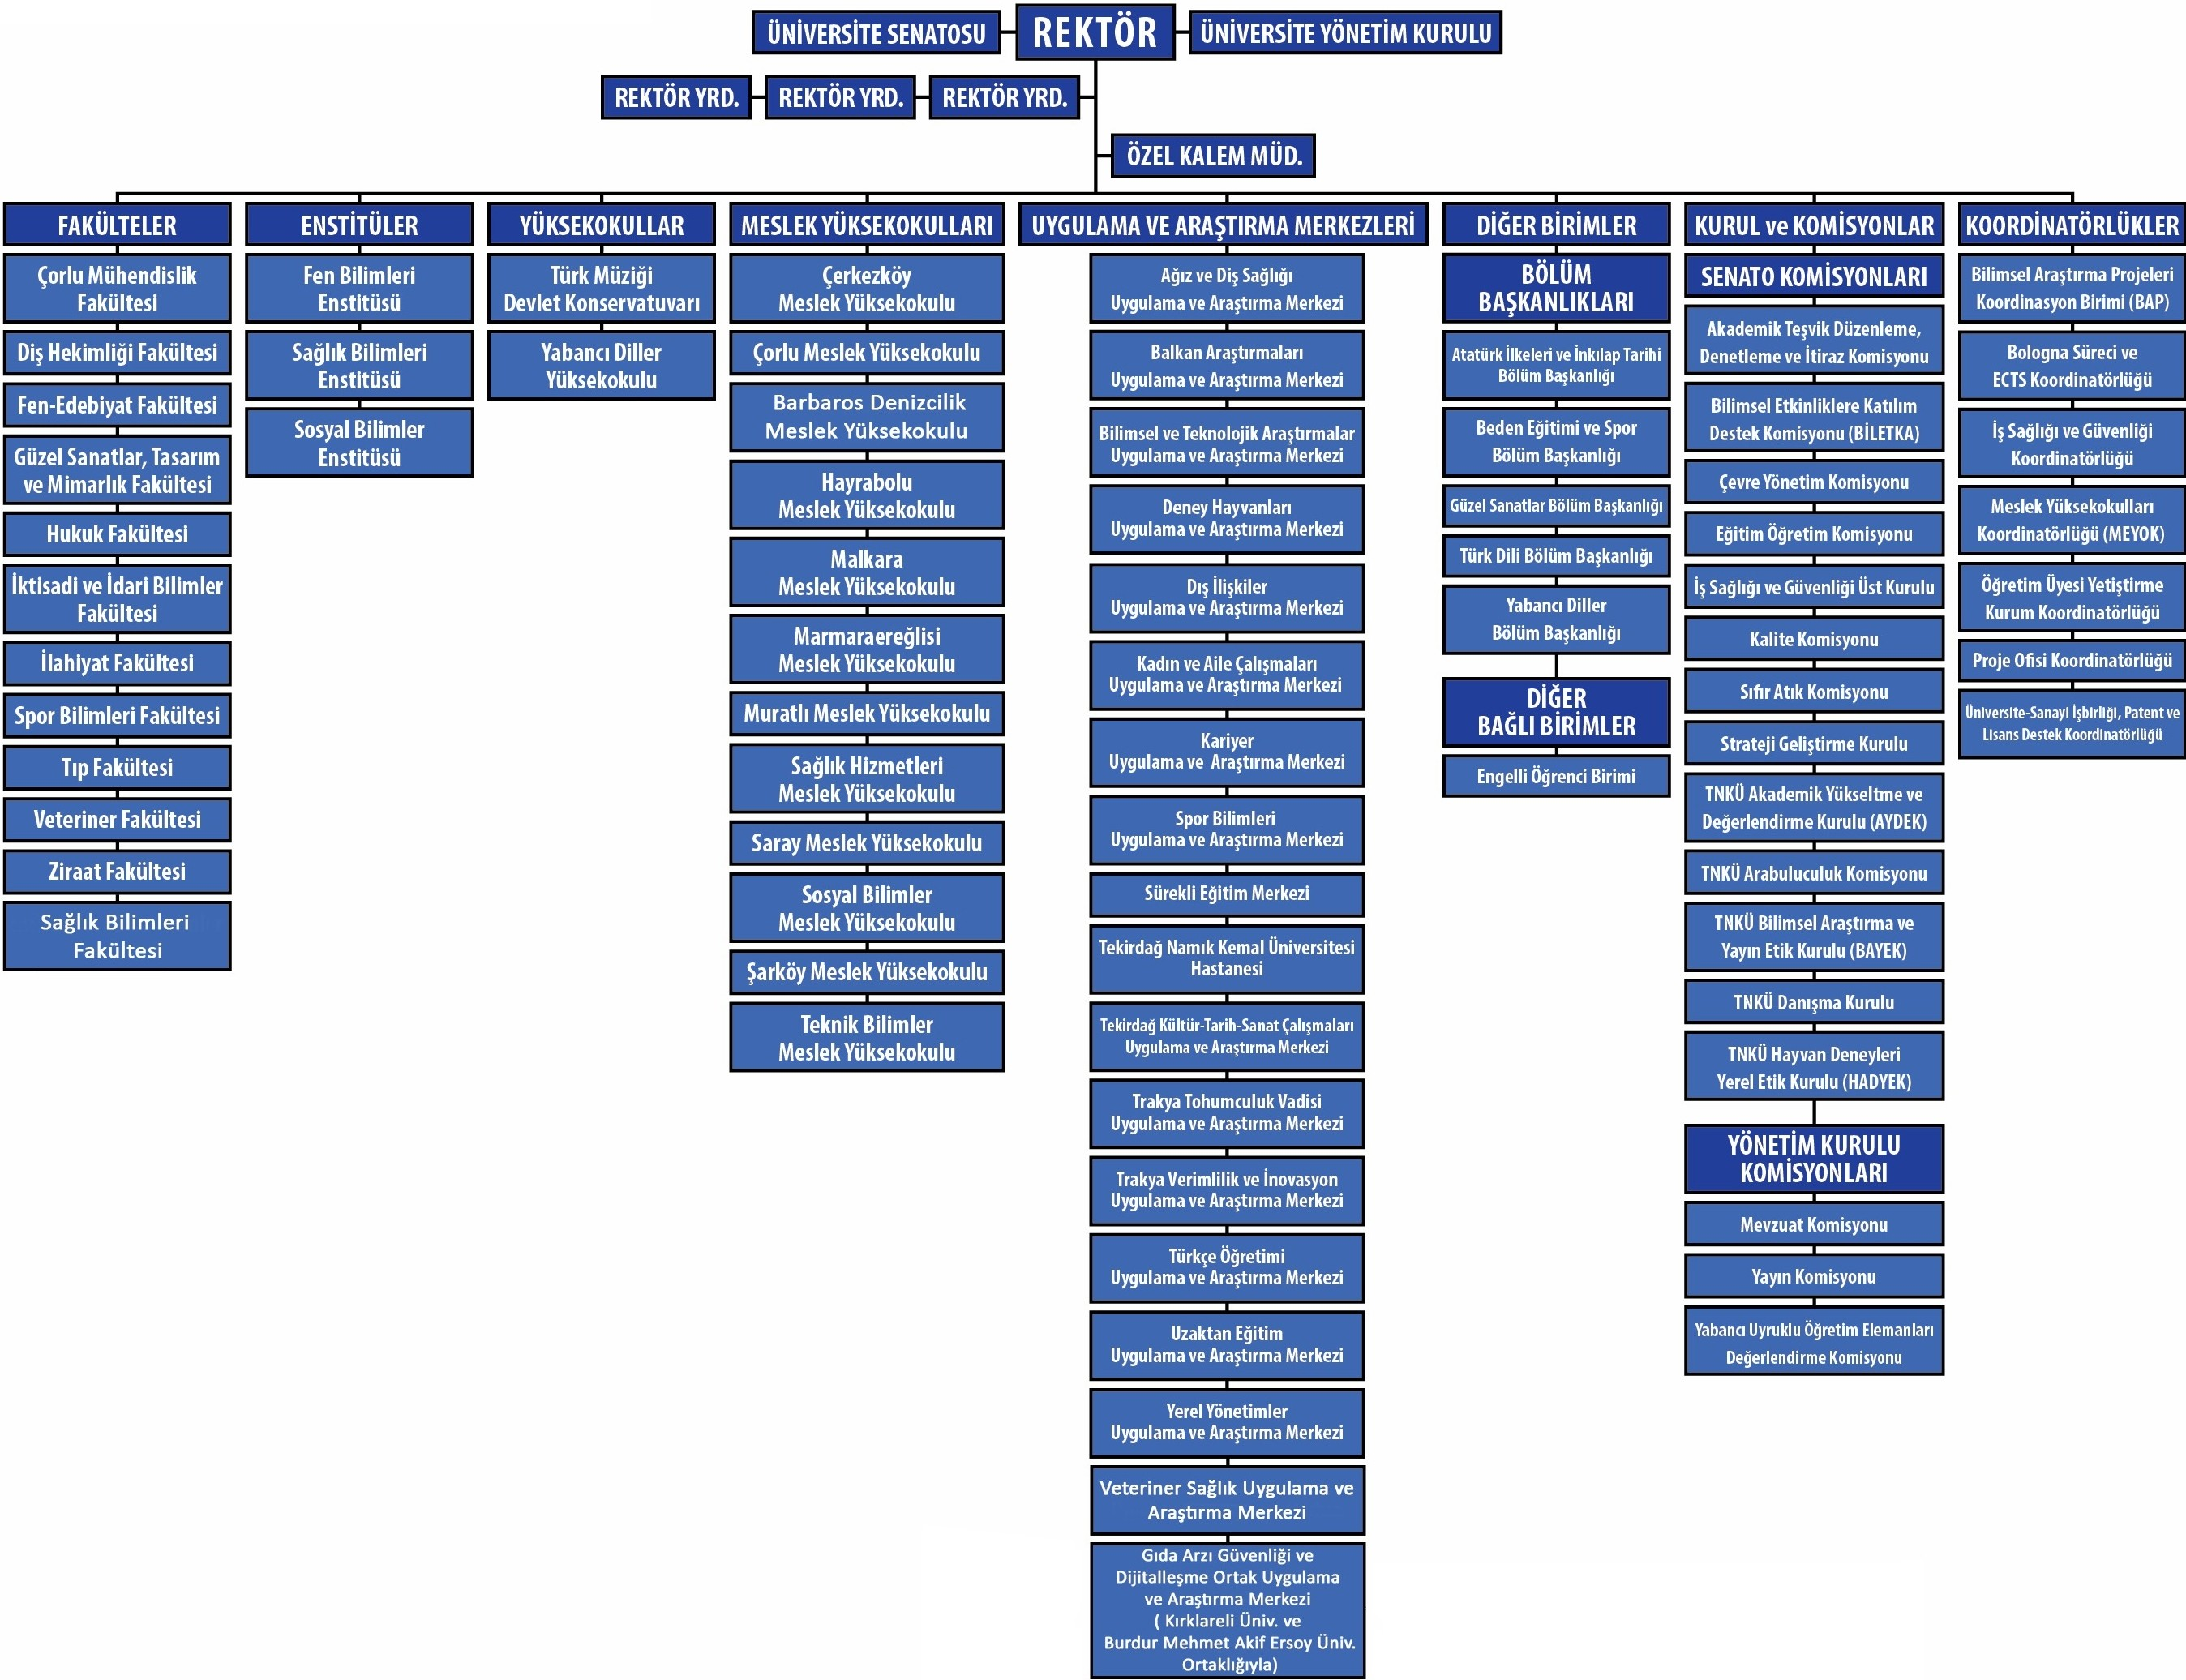 ÜNİVERSİTE SENATOSU
REKTÖR
ÜNİVERSİTE YÖNETİM KURULU
REKTÖR YRD.
REKTÖR YRD.
REKTÖR YRD.
ÖZEL KALEM MÜD.
FAKÜLTELER
Çorlu Mühendislik
Fakültesi
Diş Hekimliği Fakültesi
Fen-Edebiyat Fakültesi
Güzel Sanatlar, Tasarım
ve Mimarlık Fakültesi
Hukuk Fakültesi
İktisadi ve İdari Bilimler
Fakültesi
İlahiyat Fakültesi
Spor Bilimleri Fakültesi
Tıp Fakültesi
Veteriner Fakültesi
Ziraat Fakültesi
Sağlık Bilimleri
Fakültesi
ENSTİTÜLER
Fen Bilimleri
Enstitüsü
Sağlık Bilimleri
Enstitüsü
Sosyal Bilimler
Enstitüsü
YÜKSEKOKULLAR
Türk Müziği
Devlet Konservatuvarı
Yabancı Diller
Yüksekokulu
MESLEK YÜKSEKOKULLARI
Çerkezköy
Meslek Yüksekokulu
Çorlu Meslek Yüksekokulu
Barbaros Denizcilik
Meslek Yüksekokulu
Hayrabolu
Meslek Yüksekokulu
Malkara
Meslek Yüksekokulu
Marmaraereğlisi
Meslek Yüksekokulu
Muratlı Meslek Yüksekokulu
Sağlık Hizmetleri
Meslek Yüksekokulu
Saray Meslek Yüksekokulu
Sosyal Bilimler
Meslek Yüksekokulu
Şarköy Meslek Yüksekokulu
Teknik Bilimler
Meslek Yüksekokulu
UYGULAMA VE ARAŞTIRMA MERKEZLERİ
Ağız ve Diş Sağlığı
Uygulama ve Araştırma Merkezi
Balkan Araştırmaları
Uygulama ve Araştırma Merkezi
Bilimsel ve Teknolojik Araştırmalar
Uygulama ve Araştırma Merkezi
Deney Hayvanları
Uygulama ve Araştırma Merkezi
Dış İlişkiler
Uygulama ve Araştırma Merkezi
Kadın ve Aile Çalışmaları
Uygulama ve Araştırma Merkezi
Kariyer
Uygulama ve Araştırma Merkezi
Spor Bilimleri
Uygulama ve Araştırma Merkezi
Sürekli Eğitim Merkezi
Tekirdağ Namık Kemal Üniversitesi
Hastanesi
Tekirdağ Kültür-Tarih-Sanat Çalışmaları
Uygulama ve Araştırma Merkezi
Trakya Tohumculuk Vadisi
Uygulama ve Araştırma Merkezi
Trakya Verimlilik ve İnovasyon
Uygulama ve Araştırma Merkezi
Türkçe Öğretimi
Uygulama ve Araştırma Merkezi
Uzaktan Eğitim
Uygulama ve Araştırma Merkezi
Yerel Yönetimler
Uygulama ve Araştırma Merkezi
Veteriner Sağlık Uygulama ve
Araştırma Merkezi
Gıda Arzı Güvenliği ve
Dijitalleşme Ortak Uygulama
ve Araştırma Merkezi
( Kırklareli Üniv. ve
Burdur Mehmet Akif Ersoy Üniv.
Ortaklığıyla)
DİĞER BİRİMLER
BÖLÜM
BAŞKANLIKLARI
Atatürk İlkeleri ve İnkılap Tarihi
Bölüm Başkanlığı
Beden Eğitimi ve Spor
Bölüm Başkanlığı
Güzel Sanatlar Bölüm Başkanlığı
Türk Dili Bölüm Başkanlığı
Yabancı Diller
Bölüm Başkanlığı
DİĞER
BAĞLI BİRİMLER
Engelli Öğrenci Birimi
KURUL ve KOMİSYONLAR
SENATO KOMİSYONLARI
Akademik Teşvik Düzenleme,
Denetleme ve İtiraz Komisyonu
Bilimsel Etkinliklere Katılım
Destek Komisyonu (BİLETKA)
Çevre Yönetim Komisyonu
Eğitim Öğretim Komisyonu
İş Sağlığı ve Güvenliği Üst Kurulu
Kalite Komisyonu
Sıfır Atık Komisyonu
Strateji Geliştirme Kurulu
TNKÜ Akademik Yükseltme ve
Değerlendirme Kurulu (AYDEK)
TNKÜ Arabuluculuk Komisyonu
TNKÜ Bilimsel Araştırma ve
Yayın Etik Kurulu (BAYEK)
TNKÜ Danışma Kurulu
TNKÜ Hayvan Deneyleri
Yerel Etik Kurulu (HADYEK)
YÖNETİM KURULU
KOMİSYONLARI
Mevzuat Komisyonu
Yayın Komisyonu
Yabancı Uyruklu Öğretim Elemanları
Değerlendirme Komisyonu
KOORDİNATÖRLÜKLER
Bilimsel Araştırma Projeleri
Koordinasyon Birimi (BAP)
Bologna Süreci ve
ECTS Koordinatörlüğü
İş Sağlığı ve Güvenliği
Koordinatörlüğü
Meslek Yüksekokulları
Koordinatörlüğü (MEYOK)
Öğretim Üyesi Yetiştirme
Kurum Koordinatörlüğü
Proje Ofisi Koordinatörlüğü
Üniversite-Sanayi İşbirliği, Patent ve
Lisans Destek Koordinatörlüğü